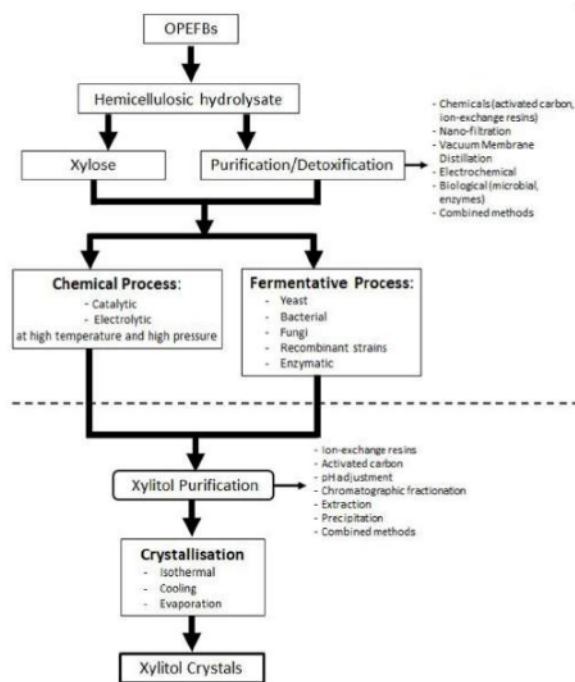 OPEFBs
Hemicellulosic hydrolysate
Xylose
Purification/Detoxification
- Chemicals (activated carbon,
ion-exchange resins)
- Nano-filtration
- Vacuum Membrane
Distillation
- Electrochemical
- Biological (microbial,
enzymes)
- Combined methods
Chemical Process:
- Catalytic
- Electrolytic
at high temperature and high pressure
Fermentative Process:
- Yeast
- Bacterial
- Fungi
- Recombinant strains
- Enzymatic
Xylitol Purification
- Ion-exchange resins
- Activated carbon
- pH adjustment
- Chromatographic fractionation
- Extraction
- Precipitation
- Combined methods
Crystallisation
- Isothermal
- Cooling
- Evaporation
Xylitol Crystals